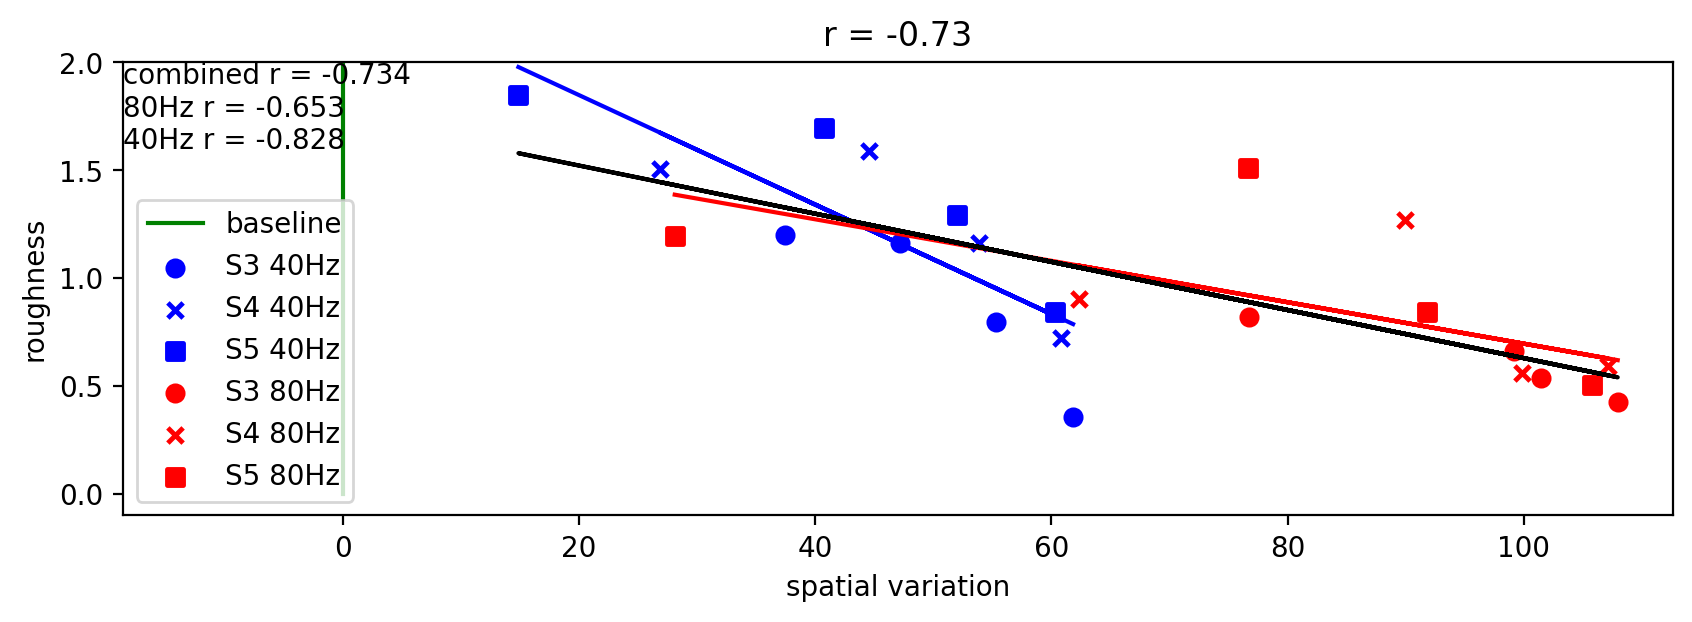 r = -0.73
combined r = -0.734
80Hz r = -0.653
40Hz r = -0.828
baseline
S3 40Hz
S4 40Hz
S5 40Hz
S3 80Hz
S4 80Hz
S5 80Hz
2.0
1.5
1.0
0.5
0.0
roughness
0 20 40 60 80 100
spatial variation